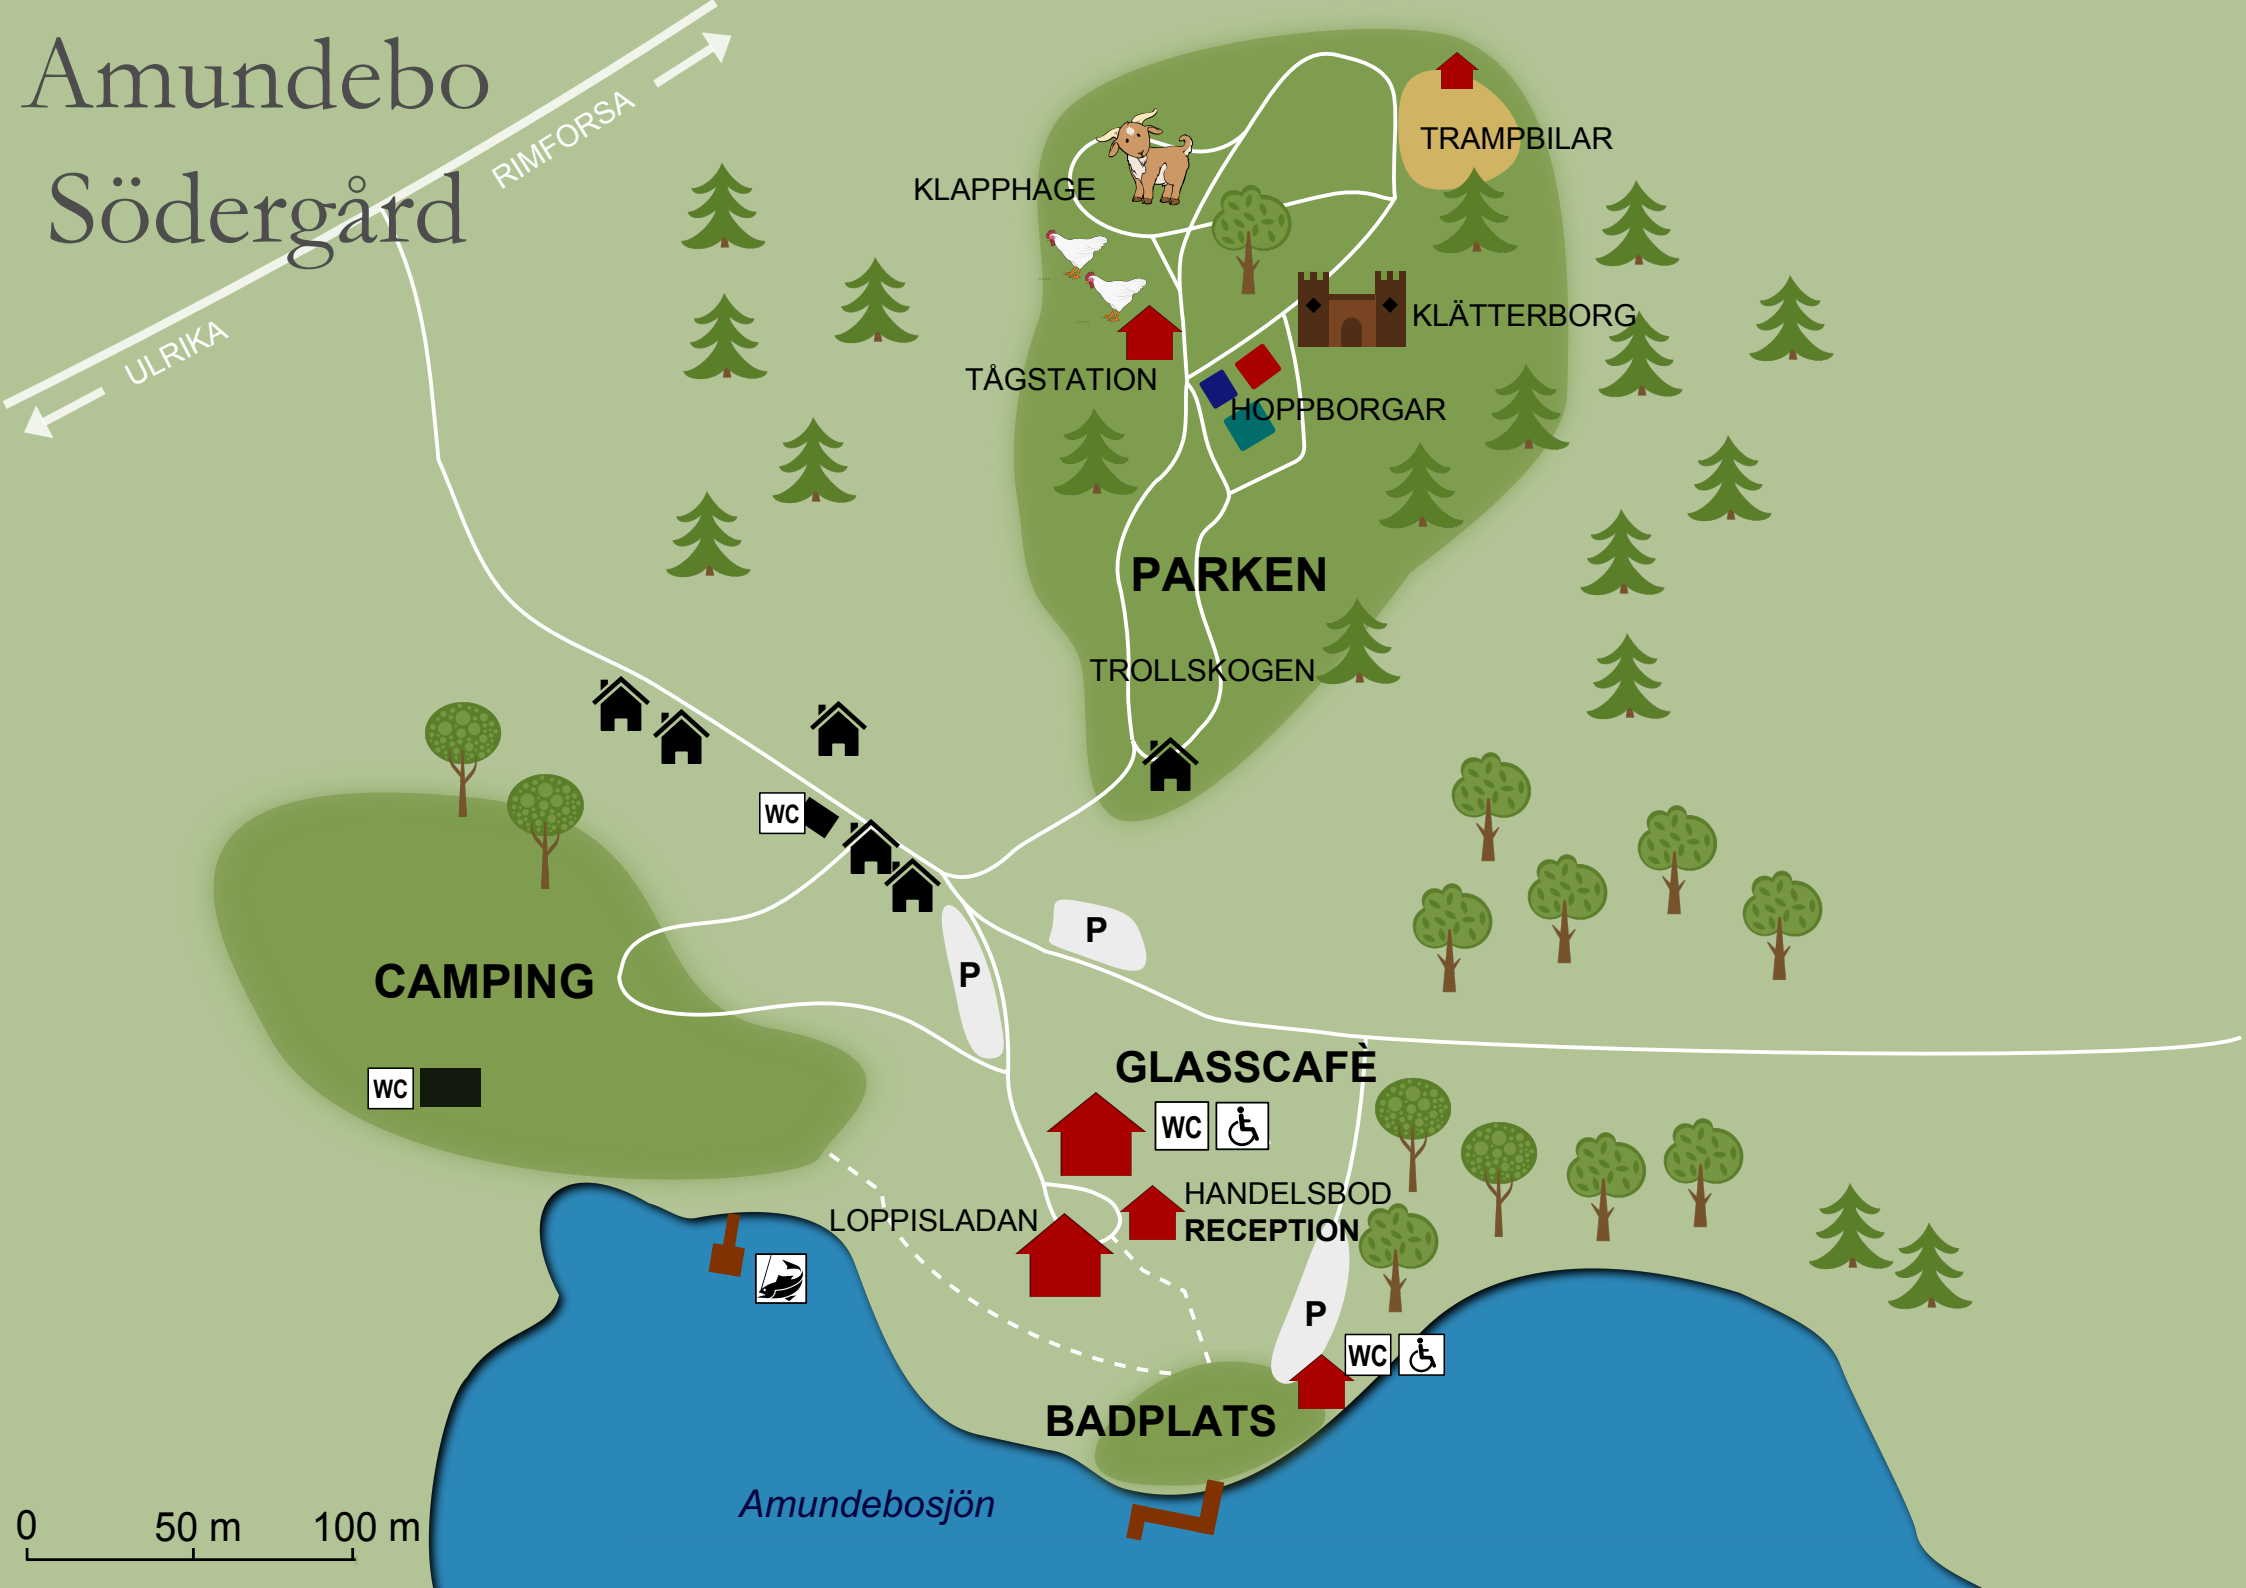 Amundebo
Södergård
RIMFORSA
ULRIKA
TRAMPBILAR
KLAPPHAGE
KLÄTTERBORG
TÅGSTATION
HOPPBORGAR
PARKEN
TROLLSKOGEN
WC
P
P
CAMPING
GLASSCAFÈ
WC
WC
HANDELSBOD
RECEPTION
LOPPISLADAN
P
WC
BADPLATS
Amundebosjön
0 50 m 100 m